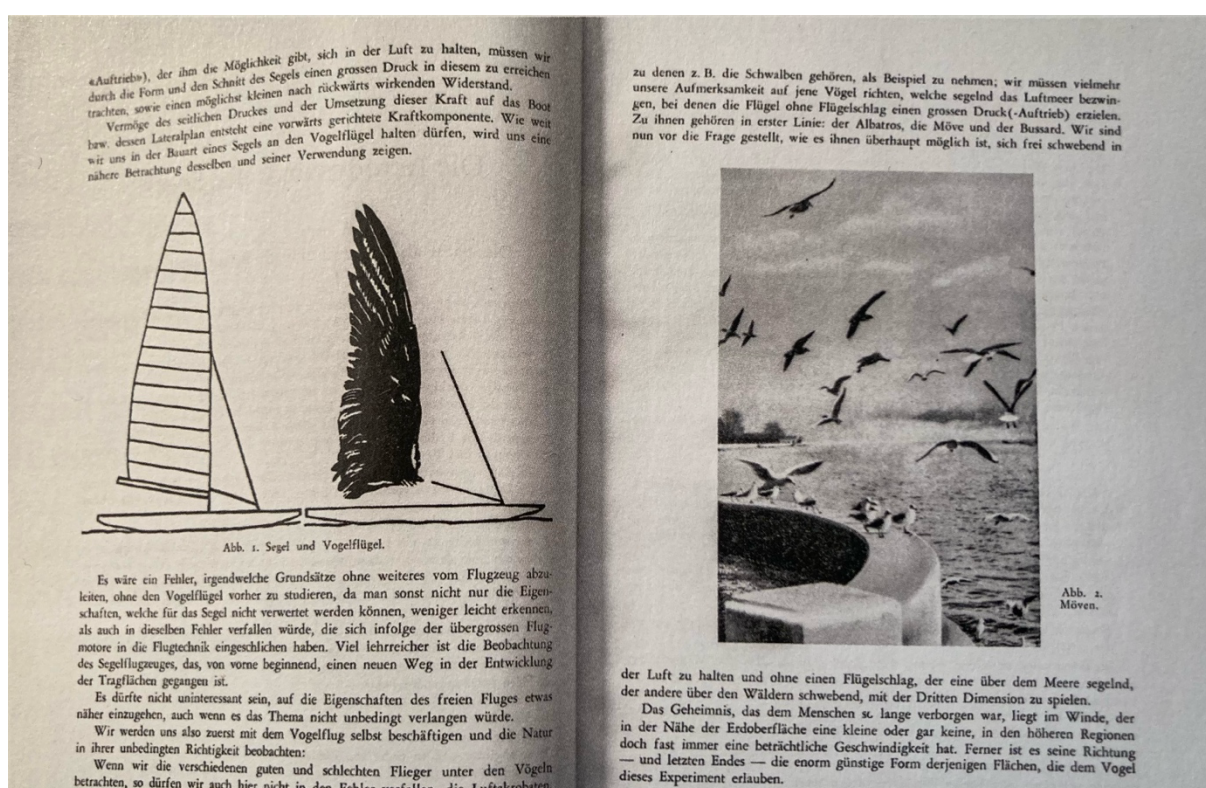 «Auftrieb»), der ihm die Möglichkeit gibt, sich in der Luft zu halten, müssen wir
durch die Form und den Schnitt des Segels einen grossen Druck in diesem zu erreichen
trachten, sowie einen möglichst kleinen nach rückwärts wirkenden Widerstand.
Vermöge des seitlichen Druckes und der Umsetzung dieser Kraft auf das Boot
bzw. dessen Lateralplan entsteht eine vorwärts gerichtete Kraftkomponente. Wie weit
wir uns in der Bauart eines Segels an den Vogelflügel halten dürfen, wird uns eine
nähere Betrachtung desselben und seiner Verwendung zeigen.
Abb. 1. Segel und Vogelflügel.
Es wäre ein Fehler, irgendwelche Grundsätze ohne weiteres vom Flugzeug abzu-
leiten, ohne den Vogelflügel vorher zu studieren, da man sonst nicht nur die Eigen-
schaften, welche für das Segel nicht verwertet werden können, weniger leicht erkennen,
als auch in dieselben Fehler verfallen würde, die sich infolge der übergrossen Flug-
motore in die Flugtechnik eingeschlichen haben. Viel lehrreicher ist die Beobachtung
des Segelflugzeuges, das, von vorne beginnend, einen neuen Weg in der Entwicklung
der Tragflächen gegangen ist.
Es dürfte nicht uninteressant sein, auf die Eigenschaften des freien Fluges etwas
näher einzugehen, auch wenn es das Thema nicht unbedingt verlangen würde.
Wir werden uns also zuerst mit dem Vogelflug selbst beschäftigen und die Natur
in ihrer unbedingten Richtigkeit beobachten:
Wenn wir die verschiedenen guten und schlechten Flieger unter den Vögeln
betrachten, so dürfen wir auch hier nicht in den Fehler verfallen, die Luftakrobaten,
zu denen z. B. die Schwalben gehören, als Beispiel zu nehmen; wir müssen vielmehr
unsere Aufmerksamkeit auf jene Vögel richten, welche segelnd das Luftmeer bezwin-
gen, bei denen die Flügel ohne Flügelschlag einen grossen Druck(-Auftrieb) erzielen.
Zu ihnen gehören in erster Linie: der Albatros, die Möve und der Bussard. Wir sind
nun vor die Frage gestellt, wie es ihnen überhaupt möglich ist, sich frei schwebend in
Abb. 2.
Möven.
der Luft zu halten und ohne einen Flügelschlag, der eine über dem Meere segelnd,
der andere über den Wäldern schwebend, mit der Dritten Dimension zu spielen.
Das Geheimnis, das dem Menschen so lange verborgen war, liegt im Winde, der
in der Nähe der Erdoberfläche eine kleine oder gar keine, in den höheren Regionen
doch fast immer eine beträchtliche Geschwindigkeit hat. Ferner ist es seine Richtung
— und letzten Endes — die enorm günstige Form derjenigen Flächen, die dem Vogel
dieses Experiment erlauben.